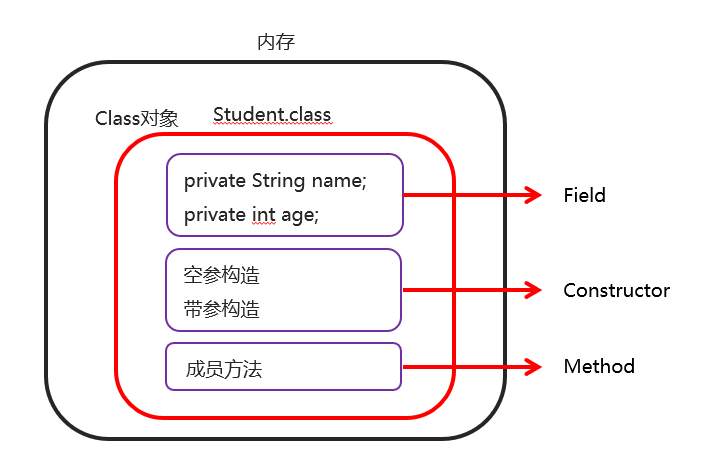 内存
Class对象 Student.class
private String name;
private int age;
Field
空参构造
带参构造
Constructor
成员方法
Method